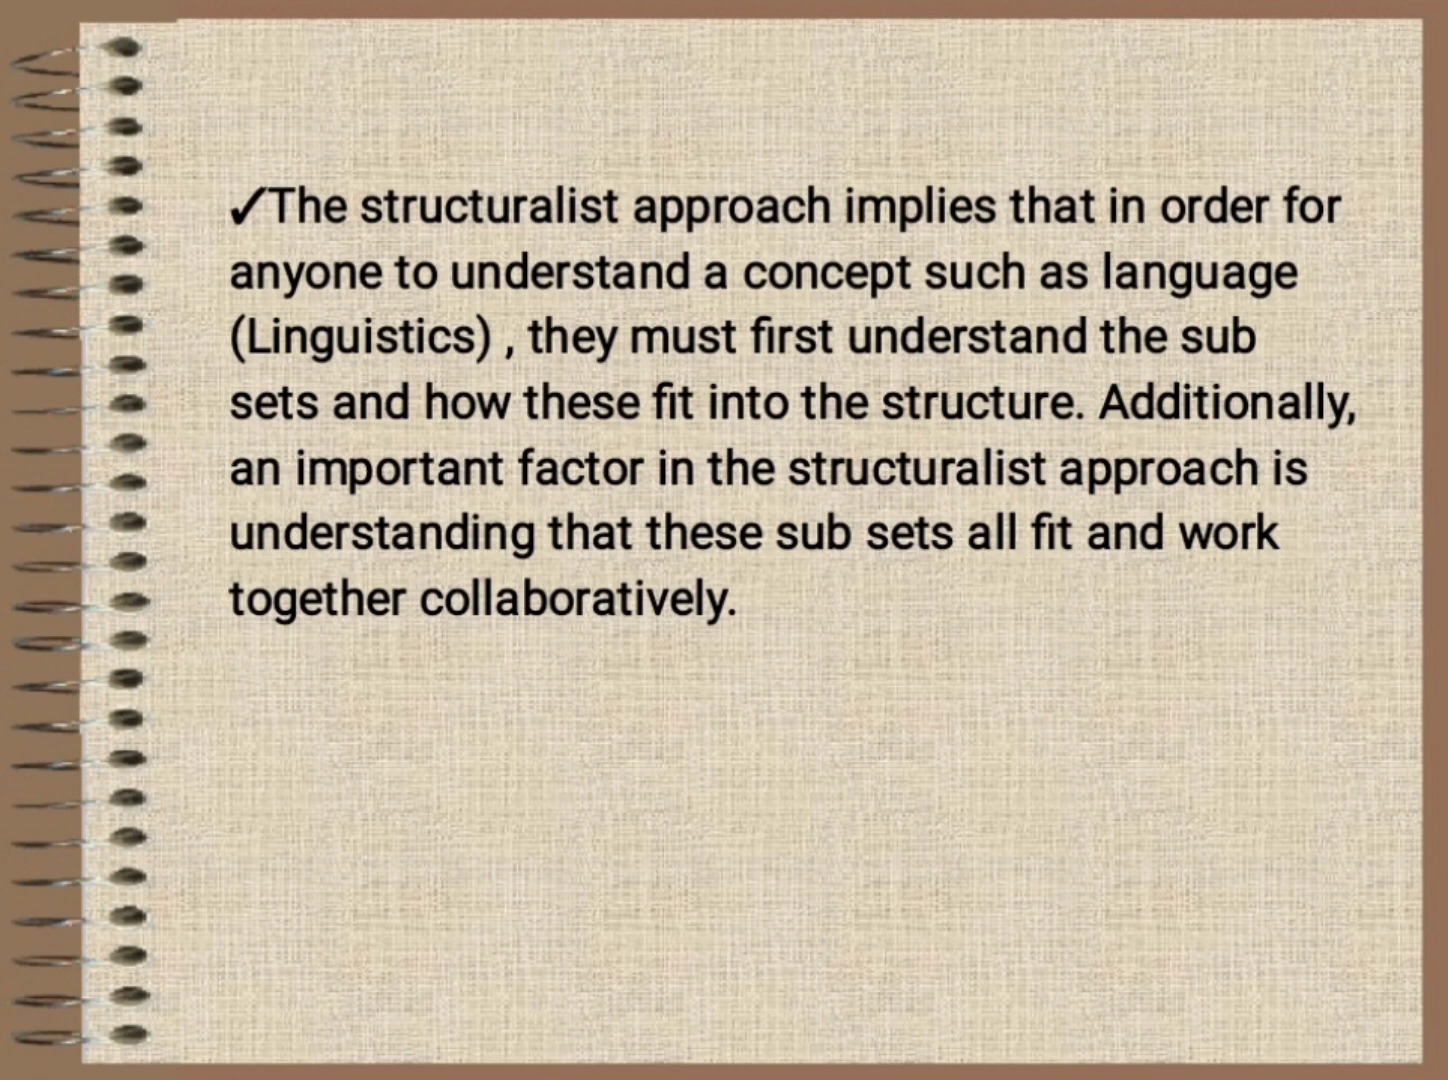 ✓The structuralist approach implies that in order for
anyone to understand a concept such as language
(Linguistics) , they must first understand the sub
sets and how these fit into the structure. Additionally,
an important factor in the structuralist approach is
understanding that these sub sets all fit and work
together collaboratively.